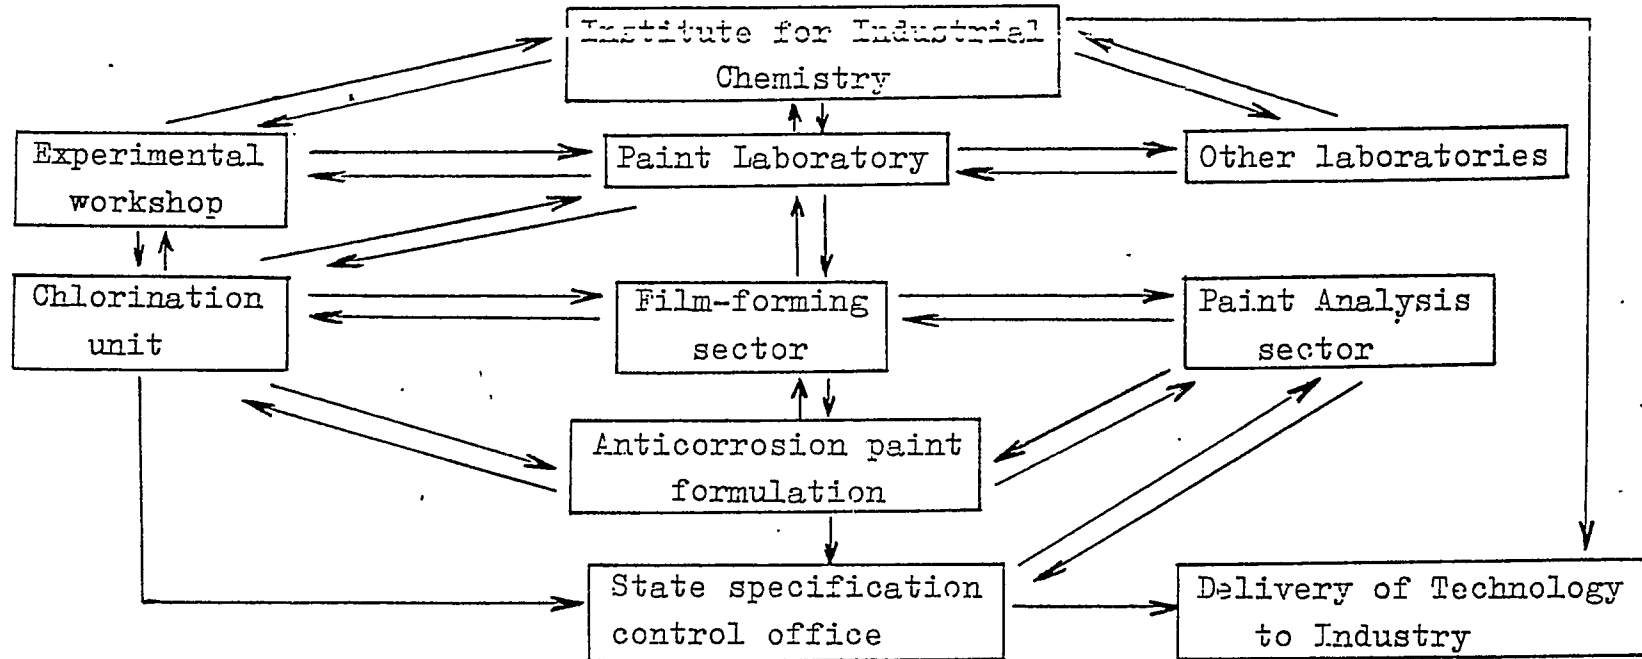 Institute for Industrial
Chemistry
Experimental
workshop
Paint Laboratory
Other laboratories
Chlorination
unit
Film-forming
sector
Paint Analysis
sector
Anticorrosion paint
formulation
State specification
control office
Delivery of Technology
to Industry